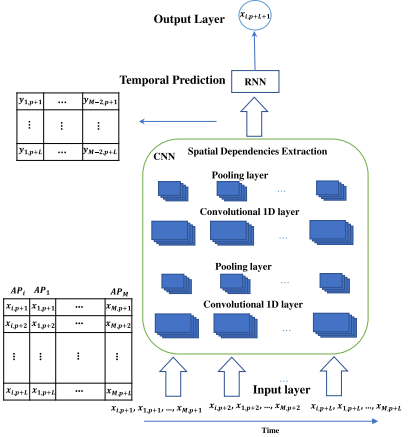 Output Layer
x_{i,p+L+1}
Temporal Prediction
RNN
y_{1,p+1} ... y_{M-2,p+1}
⋮ ⋮ ⋮
y_{1,p+L} ... y_{M-2,p+L}
CNN
Spatial Dependencies Extraction
Pooling layer
...
Convolutional 1D layer
...
Pooling layer
...
Convolutional 1D layer
...
AP_i AP_1 AP_M
x_{i,p+1} x_{1,p+1} ... x_{M,p+1}
x_{i,p+2} x_{1,p+2} ... x_{M,p+2}
⋮ ⋮ ⋮ ⋮
x_{i,p+L} x_{1,p+L} ... x_{M,p+L}
...
Input layer
x_{i,p+1}, x_{1,p+1}, ..., x_{M,p+1} x_{i,p+2}, x_{1,p+2}, ..., x_{M,p+2} x_{i,p+L}, x_{1,p+L}, ..., x_{M,p+L}
Time